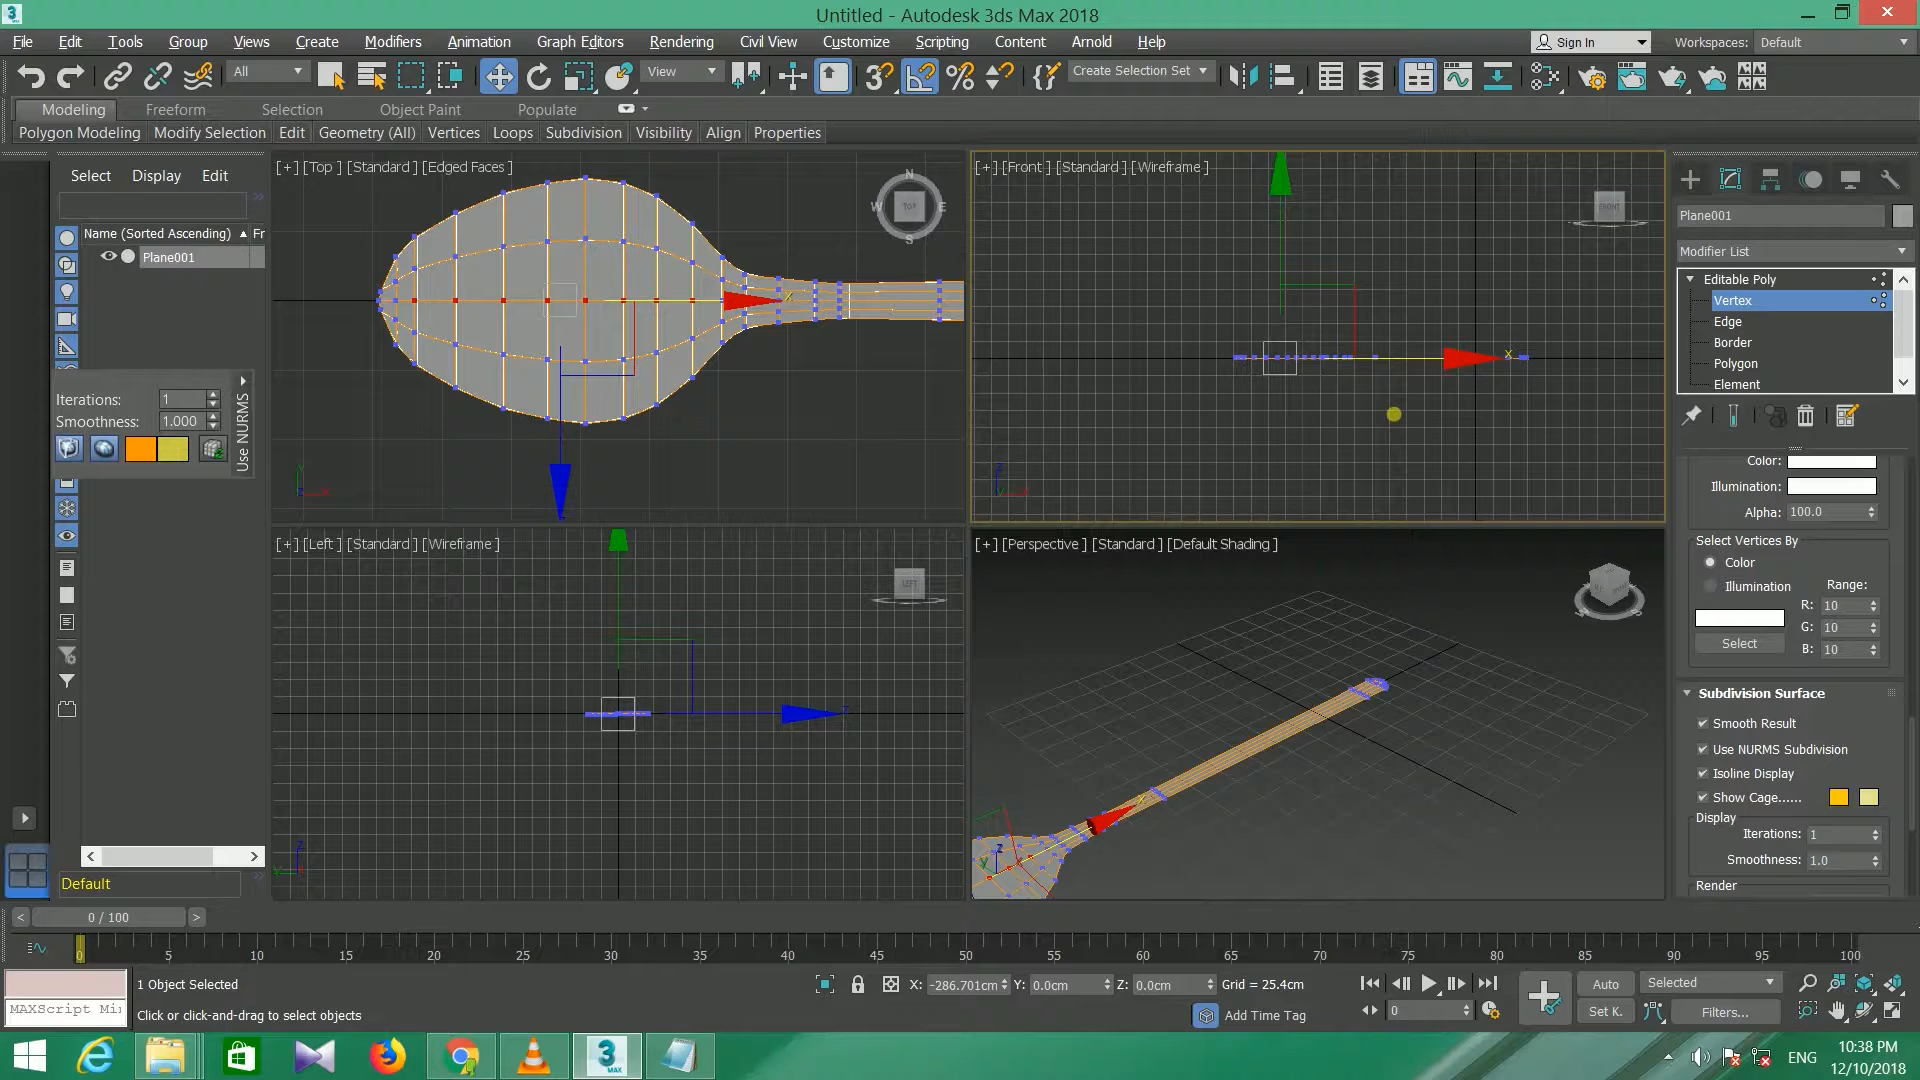 Untitled - Autodesk 3ds Max 2018
File Edit Tools Group Views Create Modifiers Animation Graph Editors Rendering Civil View Customize Scripting Content Arnold Help Sign In Workspaces: Default
All View Create Selection Set
Modeling Freeform Selection Object Paint Populate
Polygon Modeling Modify Selection Edit Geometry (All) Vertices Loops Subdivision Visibility Align Properties
Select Display Edit
Name (Sorted Ascending) Fr
Plane001
Iterations: 1
Smoothness: 1.000
Use NURMS
Default
[+] [Top ] [Standard ] [Edged Faces ]
N
W TOP E
S
x
[+] [Front ] [Standard ] [Wireframe ]
FRONT
x
[+] [Left ] [Standard ] [Wireframe ]
LEFT
[+] [Perspective ] [Standard ] [Default Shading ]
Plane001
Modifier List
Editable Poly
Vertex
Edge
Border
Polygon
Element
Color:
Illumination:
Alpha: 100.0
Select Vertices By
Color
Illumination Range:
R: 10
G: 10
Select B: 10
Subdivision Surface
Smooth Result
Use NURMS Subdivision
Isoline Display
Show Cage......
Display
Iterations: 1
Smoothness: 1.0
Render
< 0 / 100 >
0 5 10 15 20 25 30 35 40 45 50 55 60 65 70 75 80 85 90 95 100
1 Object Selected X: -286.701cm Y: 0.0cm Z: 0.0cm Grid = 25.4cm Auto Selected
MAXScript Mi: Click or click-and-drag to select objects Add Time Tag 0 Set K. Filters...
3 MAX ENG 10:38 PM
12/10/2018